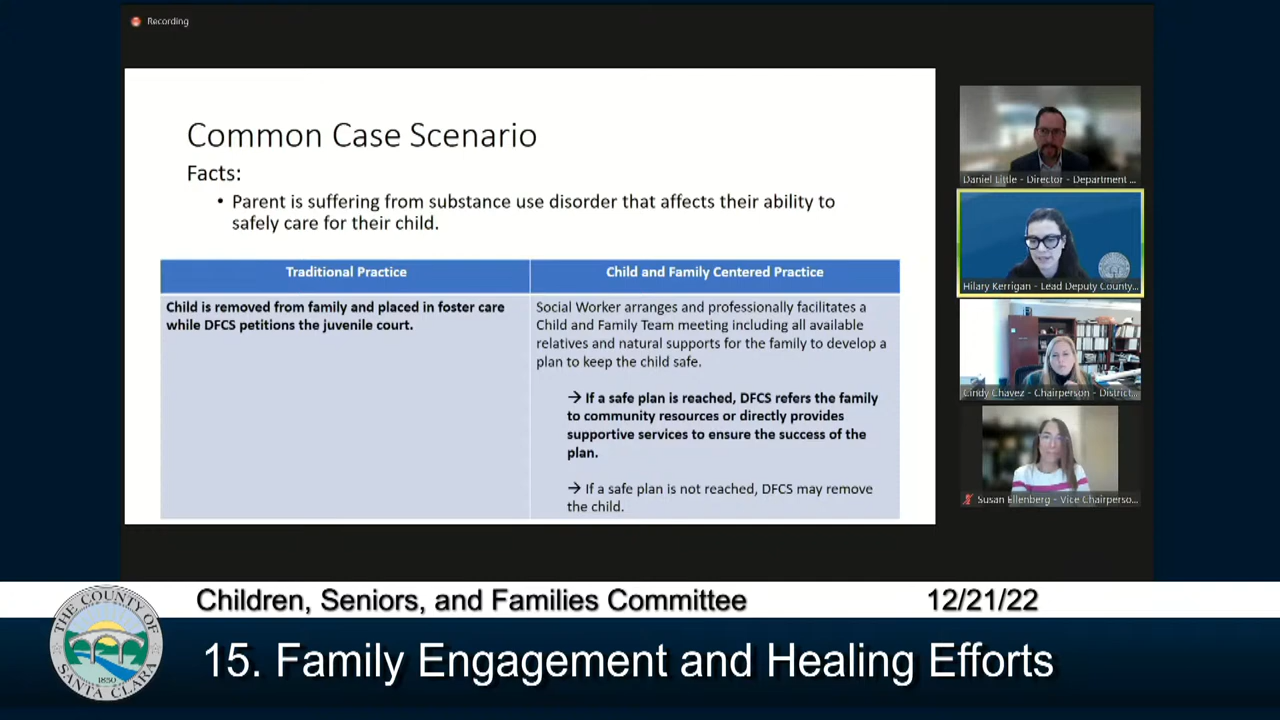 Recording
Common Case Scenario
Facts:
• Parent is suffering from substance use disorder that affects their ability to
safely care for their child.
Traditional Practice
Child is removed from family and placed in foster care
while DFCS petitions the juvenile court.
Child and Family Centered Practice
Social Worker arranges and professionally facilitates a
Child and Family Team meeting including all available
relatives and natural supports for the family to develop a
plan to keep the child safe.
→ If a safe plan is reached, DFCS refers the family
to community resources or directly provides
supportive services to ensure the success of the
plan.
→ If a safe plan is not reached, DFCS may remove
the child.
Daniel Little - Director - Department ...
Hilary Kerrigan - Lead Deputy County...
Cindy Chavez - Chairperson - District...
Susan Ellenberg - Vice Chairperso...
Children, Seniors, and Families Committee
12/21/22
THE COUNTY OF
SANTA CLARA
1850
15. Family Engagement and Healing Efforts